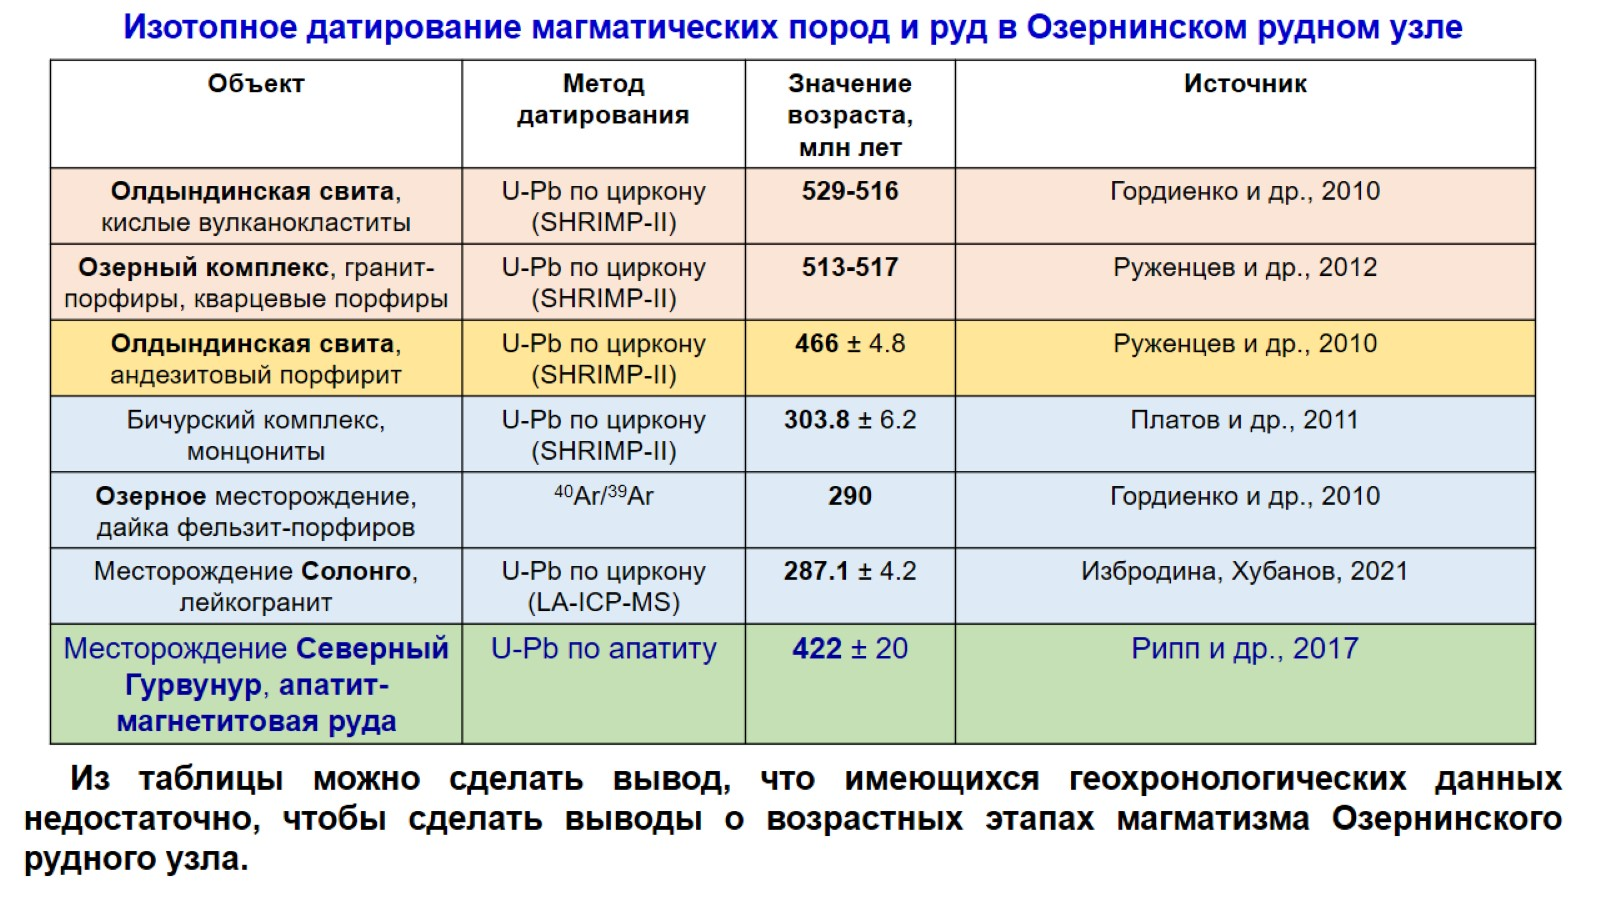 Изотопное датирование магматических пород и руд в Озернинском рудном узле
Объект
Метод
датирования
Значение
возраста,
млн лет
Источник
Олдындинская свита,
кислые вулканокластиты
U-Pb по циркону
(SHRIMP-II)
529-516
Гордиенко и др., 2010
Озерный комплекс, гранит-
порфиры, кварцевые порфиры
U-Pb по циркону
(SHRIMP-II)
513-517
Руженцев и др., 2012
Олдындинская свита,
андезитовый порфирит
U-Pb по циркону
(SHRIMP-II)
466 ± 4.8
Руженцев и др., 2010
Бичурский комплекс,
монцониты
U-Pb по циркону
(SHRIMP-II)
303.8 ± 6.2
Платов и др., 2011
Озерное месторождение,
дайка фельзит-порфиров
⁴⁰Ar/³⁹Ar
290
Гордиенко и др., 2010
Месторождение Солонго,
лейкогранит
U-Pb по циркону
(LA-ICP-MS)
287.1 ± 4.2
Избродина, Хубанов, 2021
Месторождение Северный
Гурвунур, апатит-
магнетитовая руда
U-Pb по апатиту
422 ± 20
Рипп и др., 2017
Из таблицы можно сделать вывод, что имеющихся геохронологических данных
недостаточно, чтобы сделать выводы о возрастных этапах магматизма Озернинского
рудного узла.